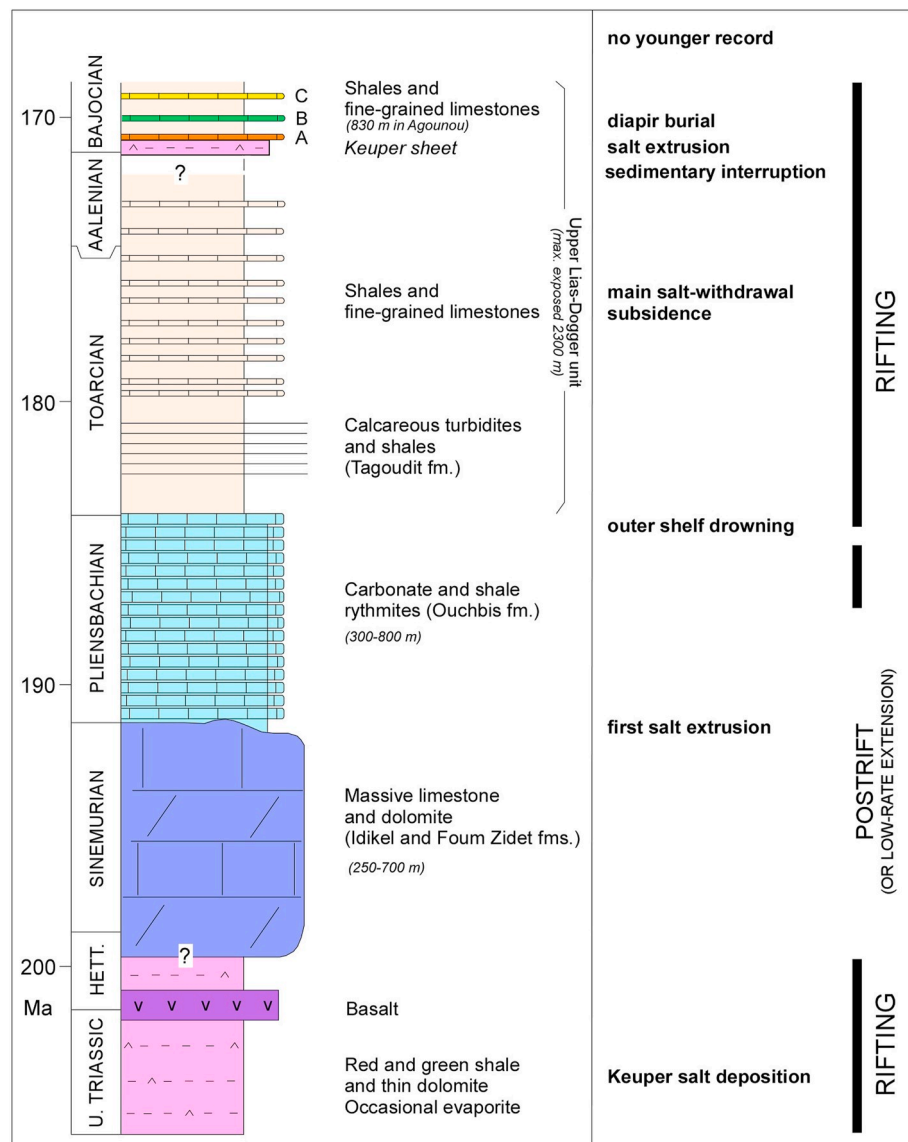 no younger record
BAJOCIAN
170
C
B
A
Shales and
fine-grained limestones
(830 m in Agounou)
Keuper sheet
diapir burial
salt extrusion
sedimentary interruption
?
AALENIAN
Upper Lias-Dogger unit
(max. exposed 2300 m)
RIFTING
Shales and
fine-grained limestones
main salt-withdrawal
subsidence
TOARCIAN
180
Calcareous turbidites
and shales
(Tagoudit fm.)
outer shelf drowning
PLIENSBACHIAN
Carbonate and shale
rythmites (Ouchbis fm.)
(300-800 m)
190
first salt extrusion
POSTRIFT
(OR LOW-RATE EXTENSION)
SINEMURIAN
Massive limestone
and dolomite
(Idikel and Foum Zidet fms.)
(250-700 m)
?
200
HETT.
Ma
v v v v v
Basalt
RIFTING
U. TRIASSIC
Red and green shale
and thin dolomite
Occasional evaporite
Keuper salt deposition